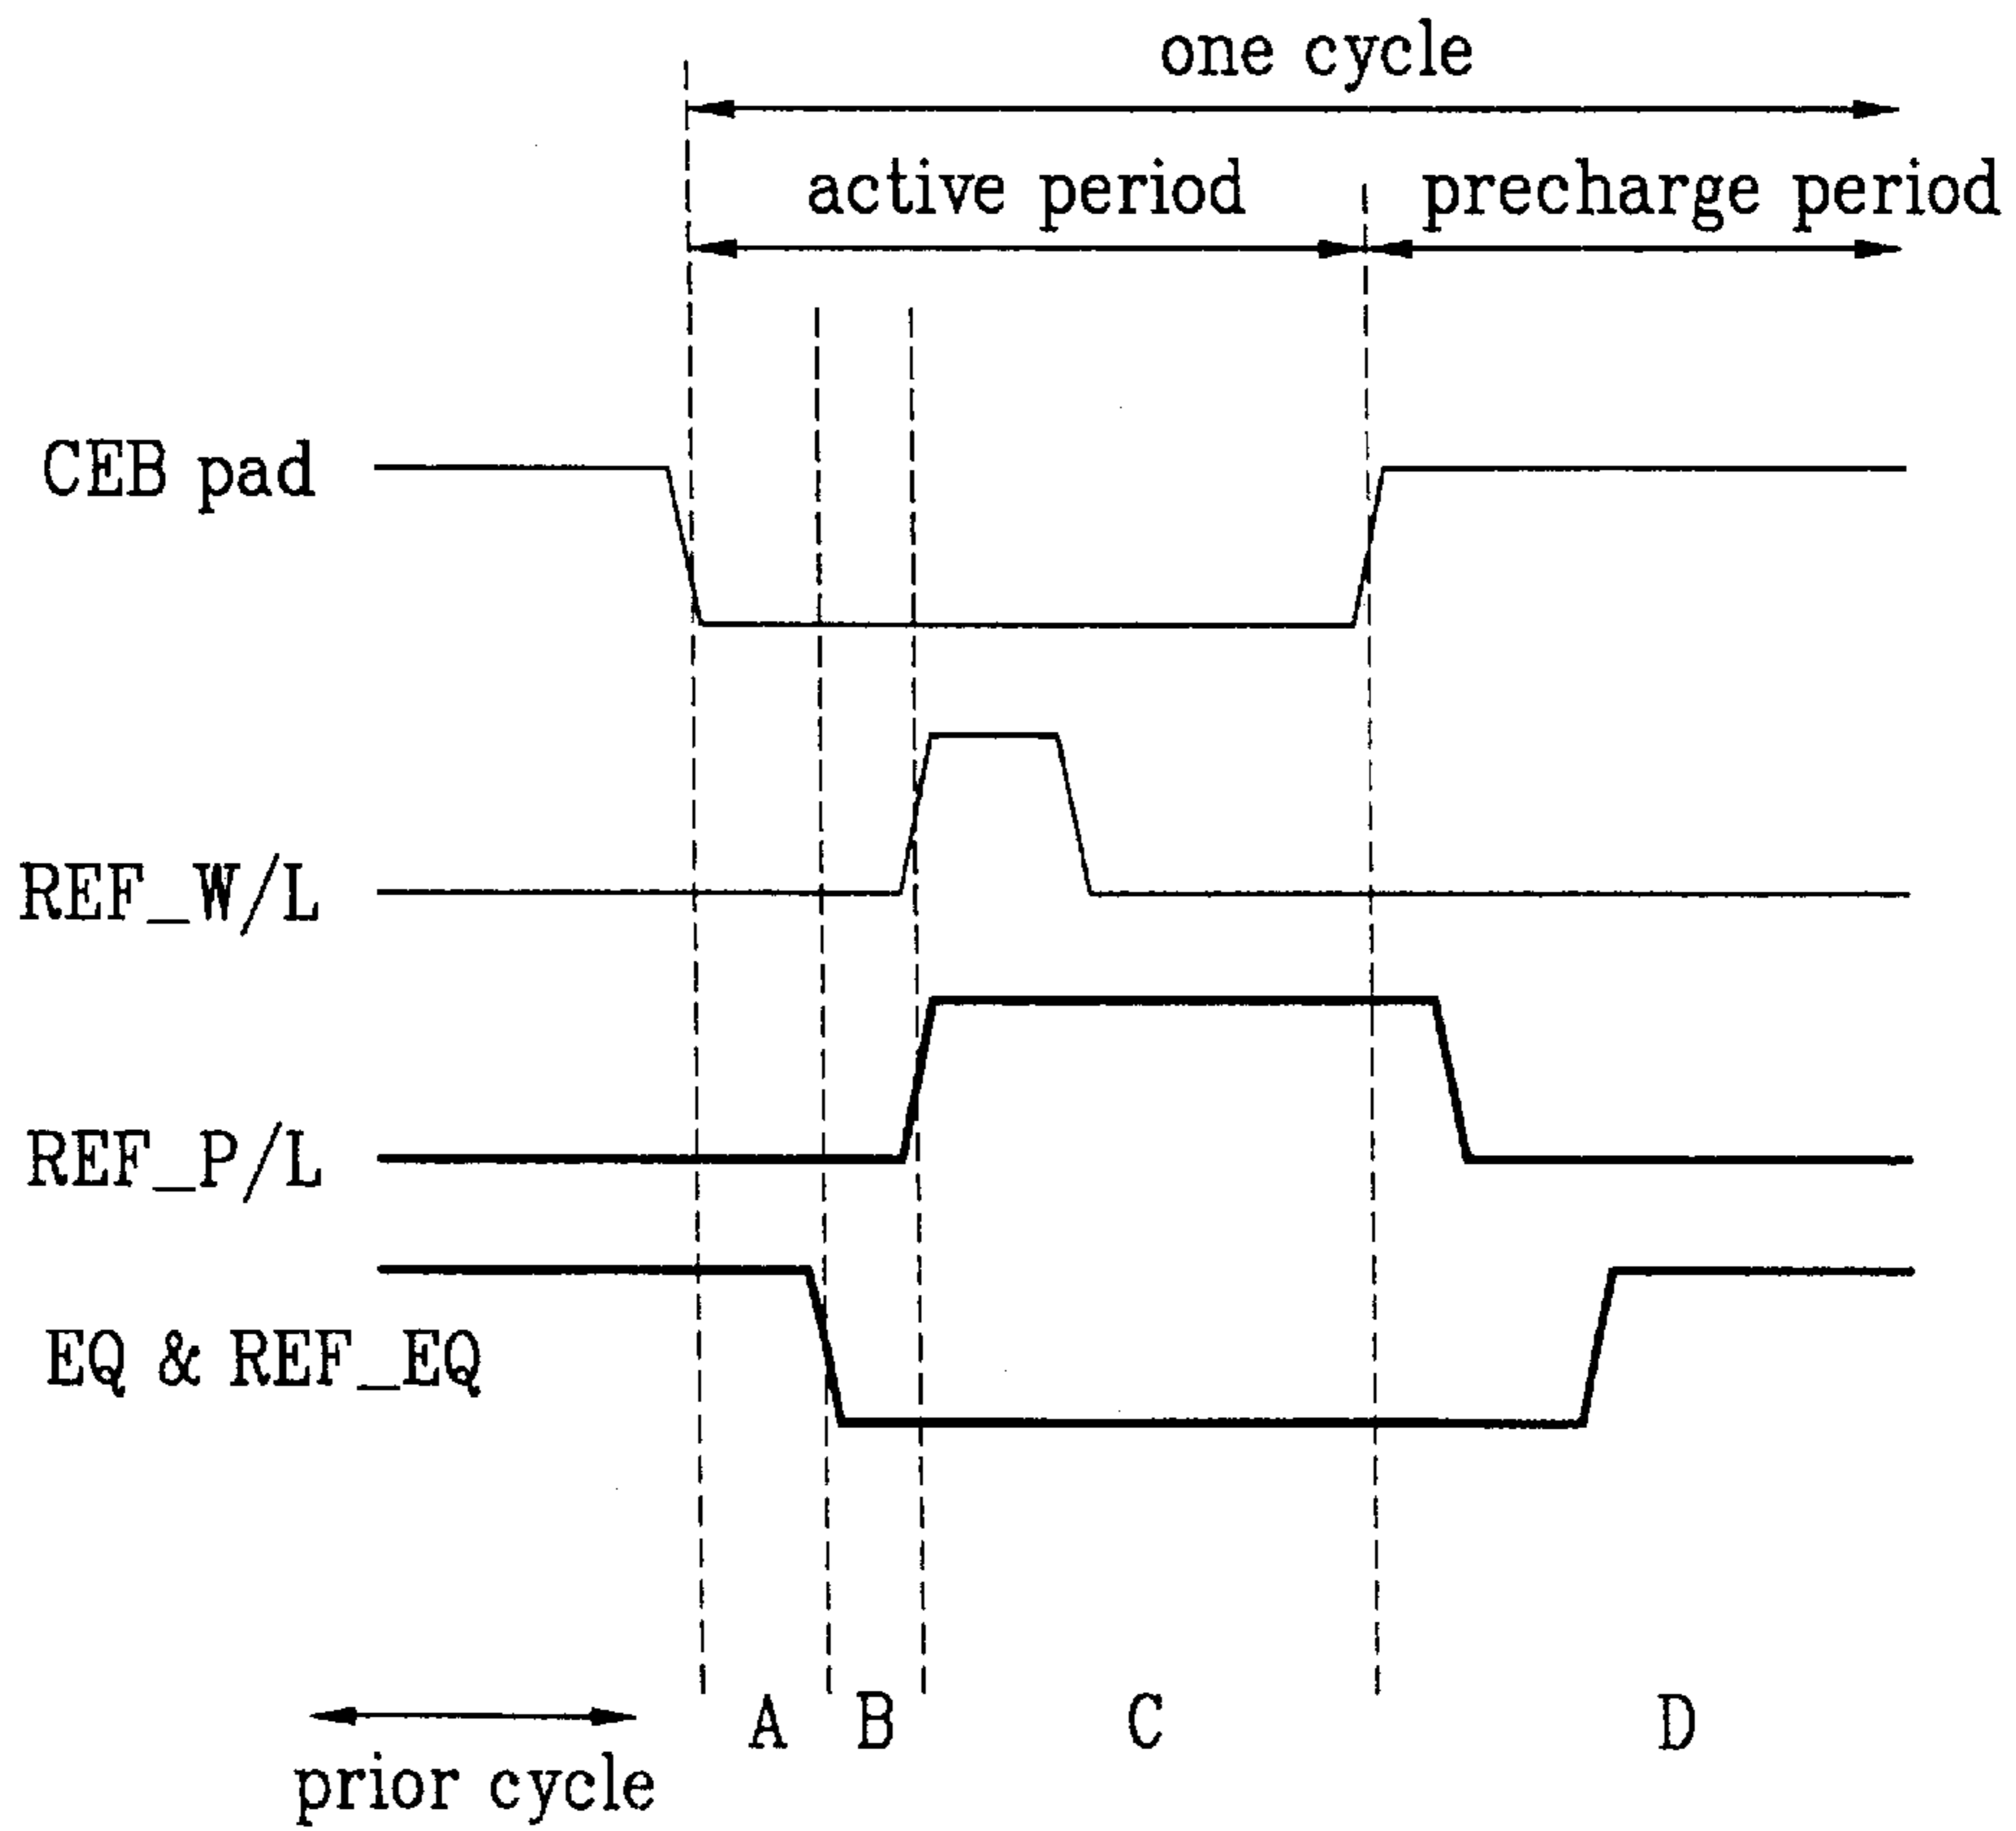 one cycle
active period
precharge period
CEB pad
REF_W/L
REF_P/L
EQ & REF_EQ
A
B
C
D
prior cycle